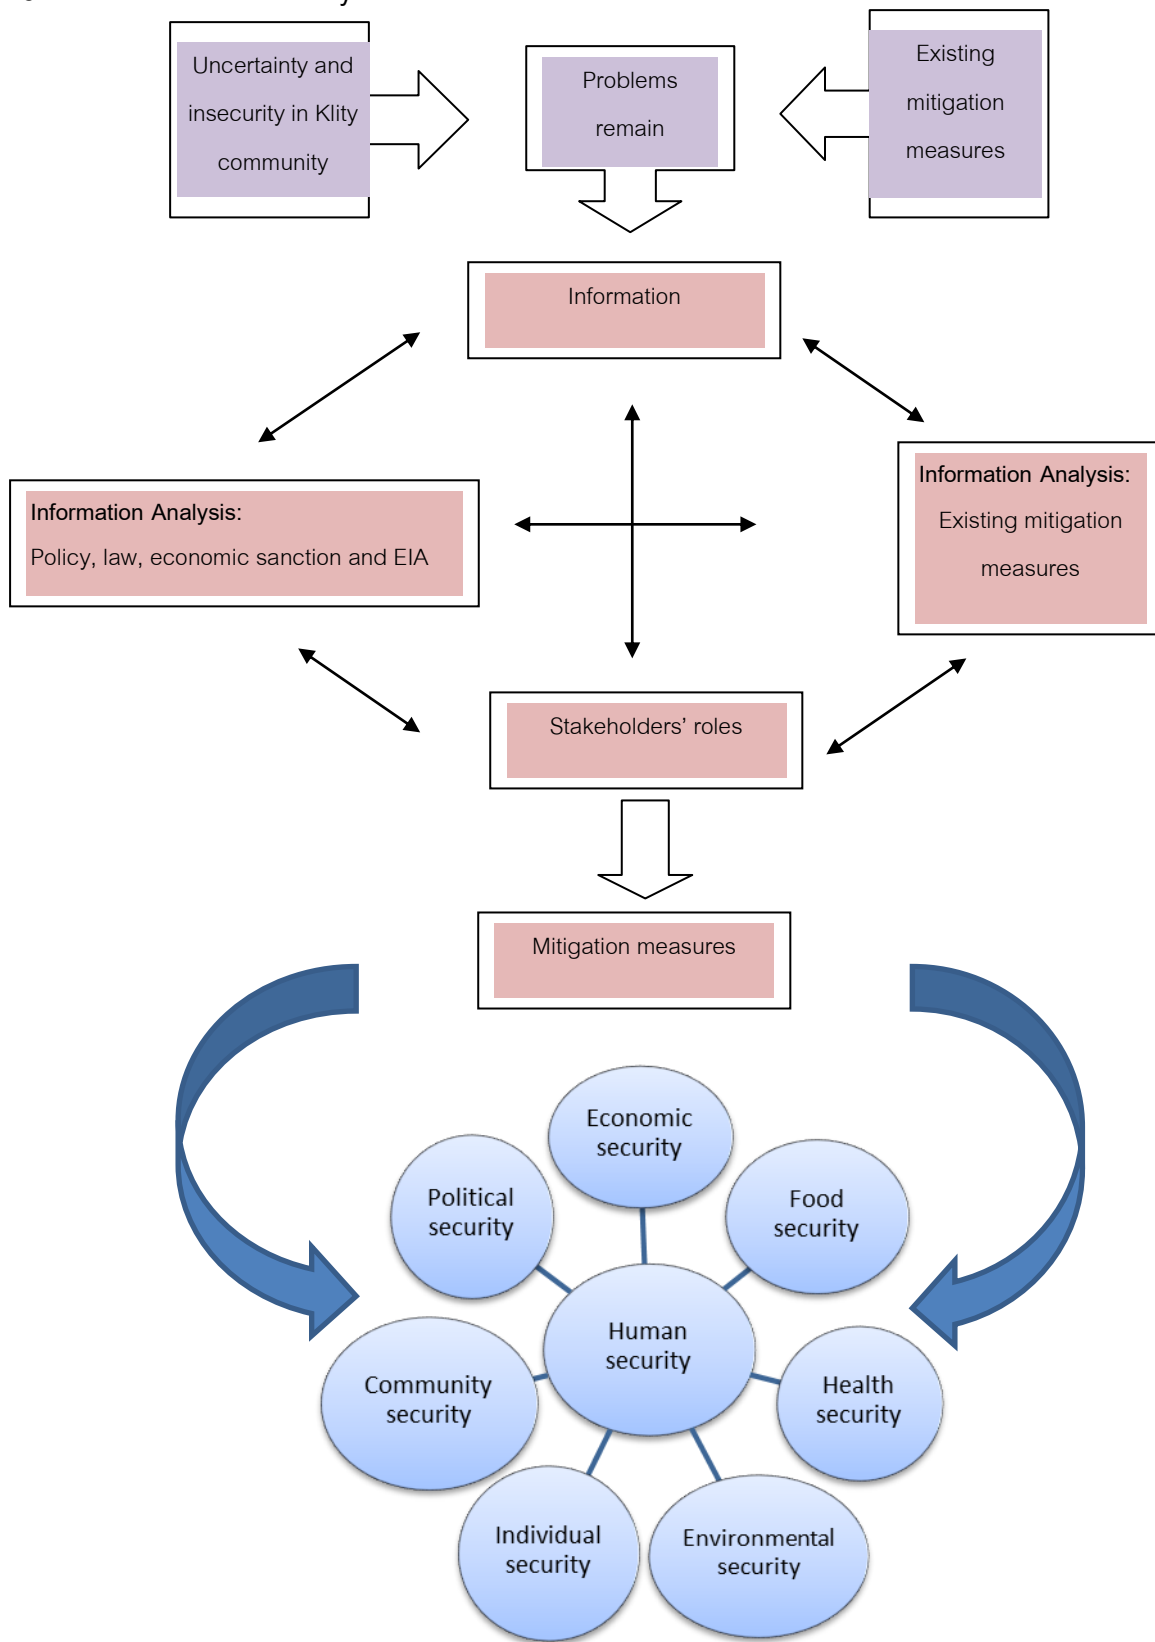 Uncertainty and
insecurity in Klity
community
Problems
remain
Existing
mitigation
measures
Information
Information Analysis:
Policy, law, economic sanction and EIA
Information Analysis:
Existing mitigation
measures
Stakeholders’ roles
Mitigation measures
Economic
security
Political
security
Food
security
Human
security
Community
security
Health
security
Individual
security
Environmental
security